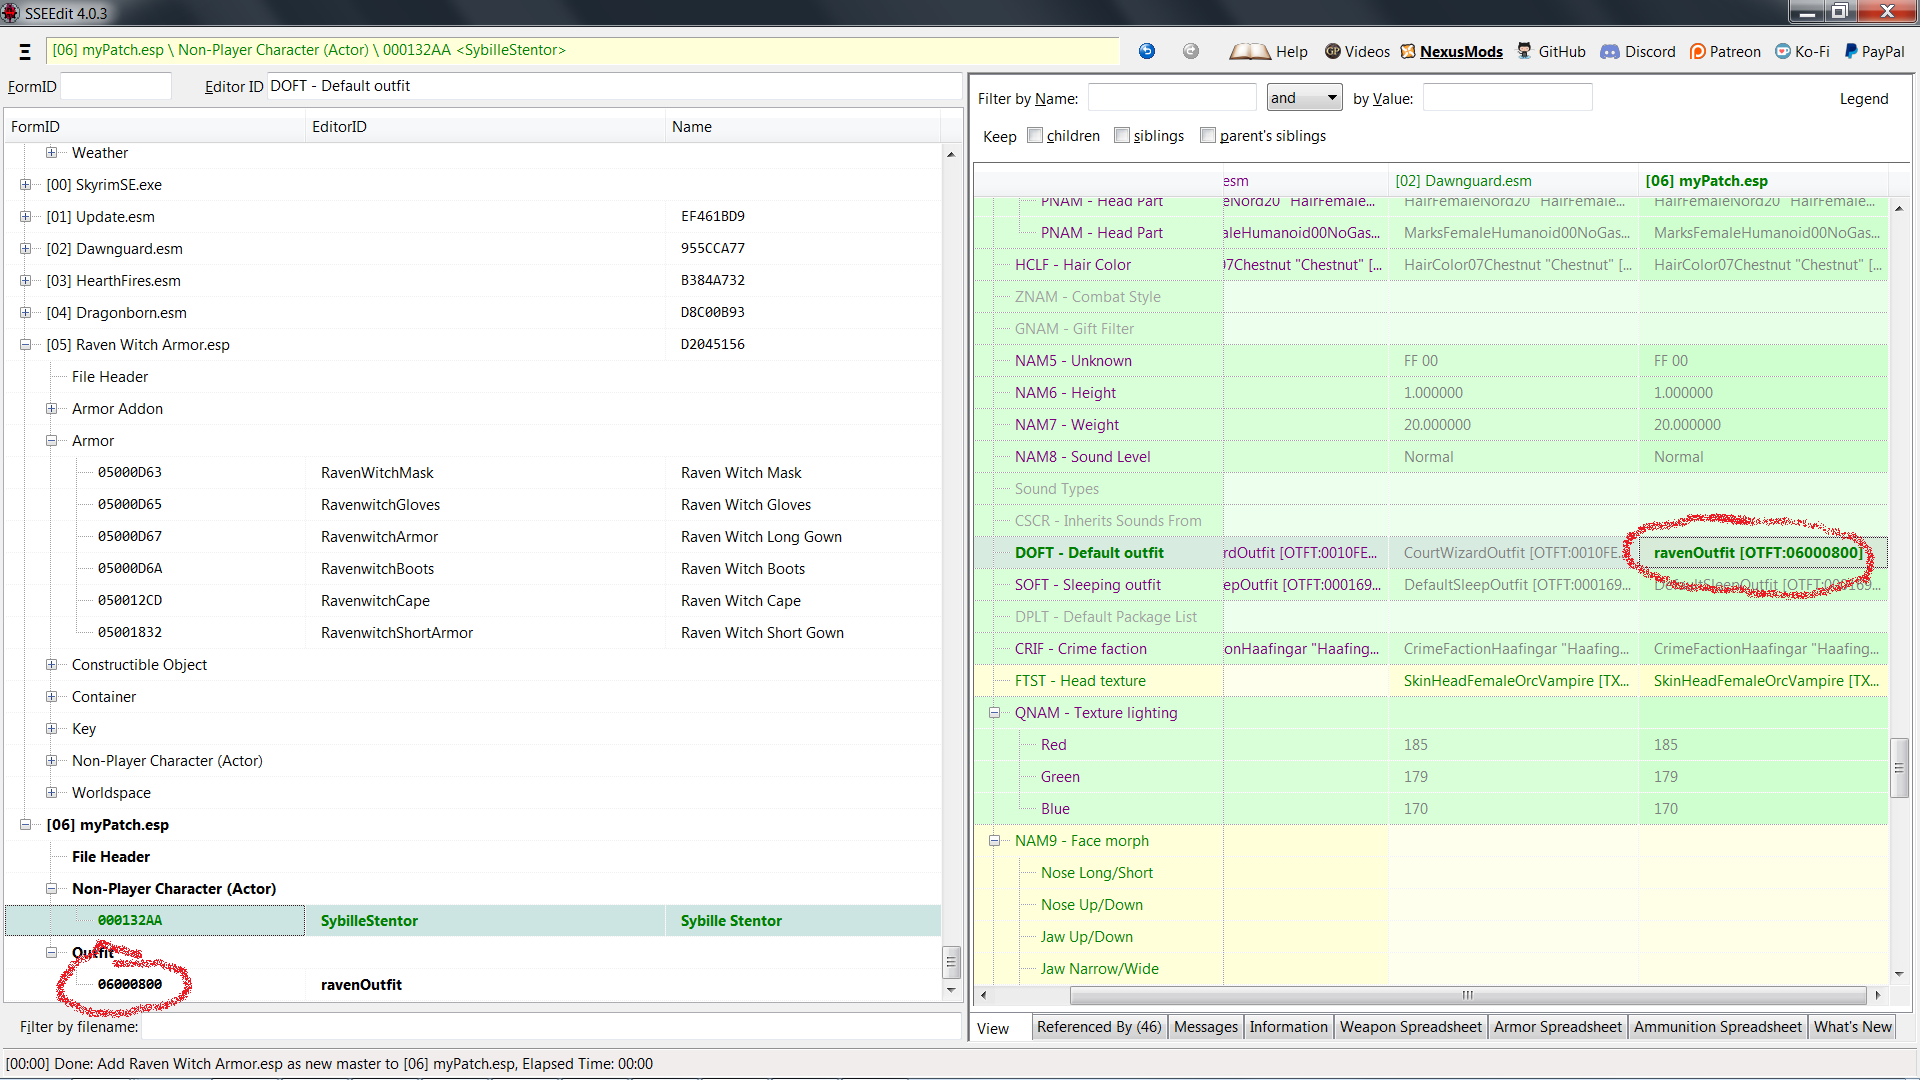 SSEEdit 4.0.3
[06] myPatch.esp \ Non-Player Character (Actor) \ 000132AA <SybilleStentor>
Help Videos NexusMods GitHub Discord Patreon Ko-Fi PayPal
FormID Editor ID DOFT - Default outfit
FormID EditorID Name
Weather
[00] SkyrimSE.exe
[01] Update.esm EF461BD9
[02] Dawnguard.esm 955CCA77
[03] HearthFires.esm B384A732
[04] Dragonborn.esm D8C00B93
[05] Raven Witch Armor.esp D2045156
File Header
Armor Addon
Armor
05000D63 RavenWitchMask Raven Witch Mask
05000D65 RavenwitchGloves Raven Witch Gloves
05000D67 RavenwitchArmor Raven Witch Long Gown
05000D6A RavenwitchBoots Raven Witch Boots
050012CD RavenwitchCape Raven Witch Cape
05001832 RavenwitchShortArmor Raven Witch Short Gown
Constructible Object
Container
Key
Non-Player Character (Actor)
Worldspace
[06] myPatch.esp
File Header
Non-Player Character (Actor)
000132AA SybilleStentor Sybille Stentor
Outfit
06000800 ravenOutfit
Filter by filename:
Filter by Name: and by Value: Legend
Keep children siblings parent's siblings
esm [02] Dawnguard.esm [06] myPatch.esp
PNAM - Head Part eNord20 "HairFemale... HairFemaleNord20 "HairFemale... HairFemaleNord20 "HairFemale...
PNAM - Head Part aleHumanoid00NoGas... MarksFemaleHumanoid00NoGas... MarksFemaleHumanoid00NoGas...
HCLF - Hair Color 07Chestnut "Chestnut" [... HairColor07Chestnut "Chestnut" [... HairColor07Chestnut "Chestnut" [...
ZNAM - Combat Style
GNAM - Gift Filter
NAM5 - Unknown FF 00 FF 00
NAM6 - Height 1.000000 1.000000
NAM7 - Weight 20.000000 20.000000
NAM8 - Sound Level Normal Normal
Sound Types
CSCR - Inherits Sounds From
DOFT - Default outfit rdOutfit [OTFT:0010FE... CourtWizardOutfit [OTFT:0010FE... ravenOutfit [OTFT:06000800]
SOFT - Sleeping outfit epOutfit [OTFT:000169... DefaultSleepOutfit [OTFT:000169... DefaultSleepOutfit [OTFT:000169...
DPLT - Default Package List
CRIF - Crime faction onHaafingar "Haafing... CrimeFactionHaafingar "Haafing... CrimeFactionHaafingar "Haafing...
FTST - Head texture SkinHeadFemaleOrcVampire [TX... SkinHeadFemaleOrcVampire [TX...
QNAM - Texture lighting
Red 185 185
Green 179 179
Blue 170 170
NAM9 - Face morph
Nose Long/Short
Nose Up/Down
Jaw Up/Down
Jaw Narrow/Wide
View Referenced By (46) Messages Information Weapon Spreadsheet Armor Spreadsheet Ammunition Spreadsheet What's New
[00:00] Done: Add Raven Witch Armor.esp as new master to [06] myPatch.esp, Elapsed Time: 00:00